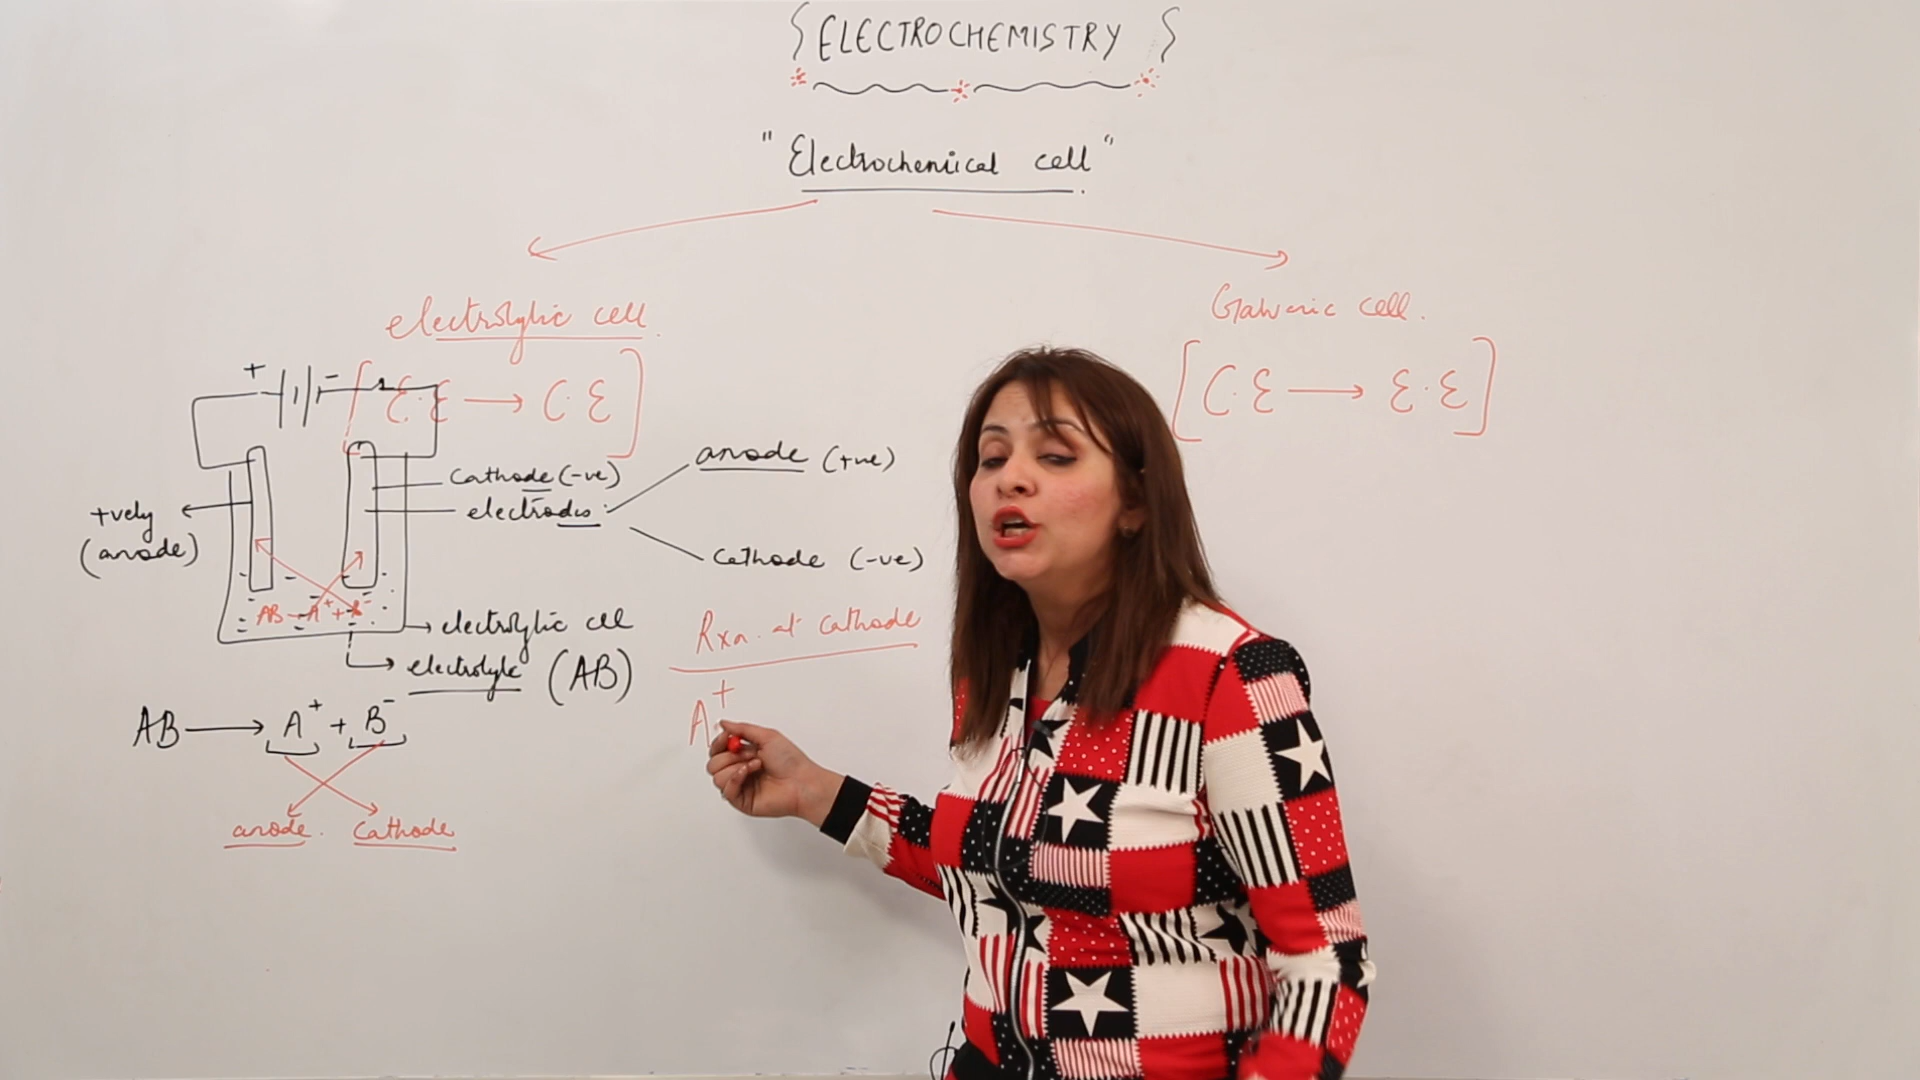 ELECTROCHEMISTRY
"Electrochemical cell"
electrolytic cell.
Galvanic cell.
[E.E → C.E]
[C.E → E.E]
+ -
anode (+ve)
Cathode (-ve)
electrodes:
+vely
(anode)
cathode (-ve)
AB → A⁺ + B⁻
→ electrolytic cell
Rxn. at cathode
→ electrolyte (AB)
A⁺
AB → A⁺ + B⁻
anode. cathode